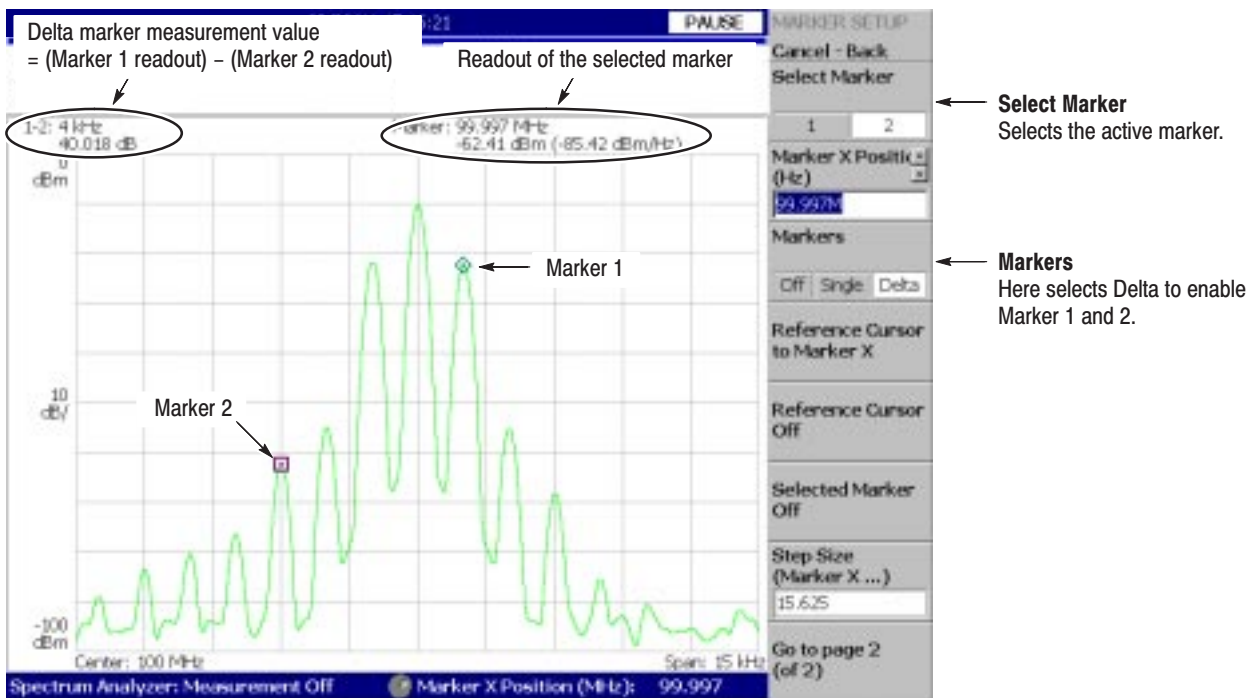 :21
PAUSE
MARKER SETUP
Delta marker measurement value
= (Marker 1 readout) – (Marker 2 readout)
Readout of the selected marker
Cancel - Back
Select Marker
1 2
Select Marker
Selects the active marker.
1-2: 4 kHz
40.018 dB
Marker: 99.997 MHz
-62.41 dBm (-85.42 dBm/Hz)
0
dBm
Marker X Position
(Hz)
99.997M
Markers
Off Single Delta
Markers
Here selects Delta to enable
Marker 1 and 2.
Marker 1
Reference Cursor
to Marker X
10
dB/
Marker 2
Reference Cursor
Off
Selected Marker
Off
Step Size
(Marker X ...)
15.625
-100
dBm
Center: 100 MHz
Span: 15 kHz
Go to page 2
(of 2)
Spectrum Analyzer: Measurement Off
Marker X Position (MHz): 99.997